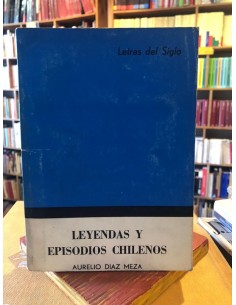 Letras del Siglo
LEYENDAS Y
EPISODIOS CHILENOS
AURELIO DIAZ MEZA